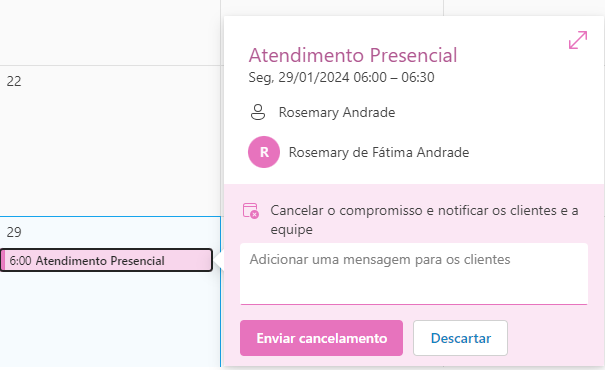 22
29
6:00 Atendimento Presencial
Atendimento Presencial
Seg, 29/01/2024 06:00 – 06:30
Rosemary Andrade
R
Rosemary de Fátima Andrade
Cancelar o compromisso e notificar os clientes e a
equipe
Adicionar uma mensagem para os clientes
Enviar cancelamento
Descartar